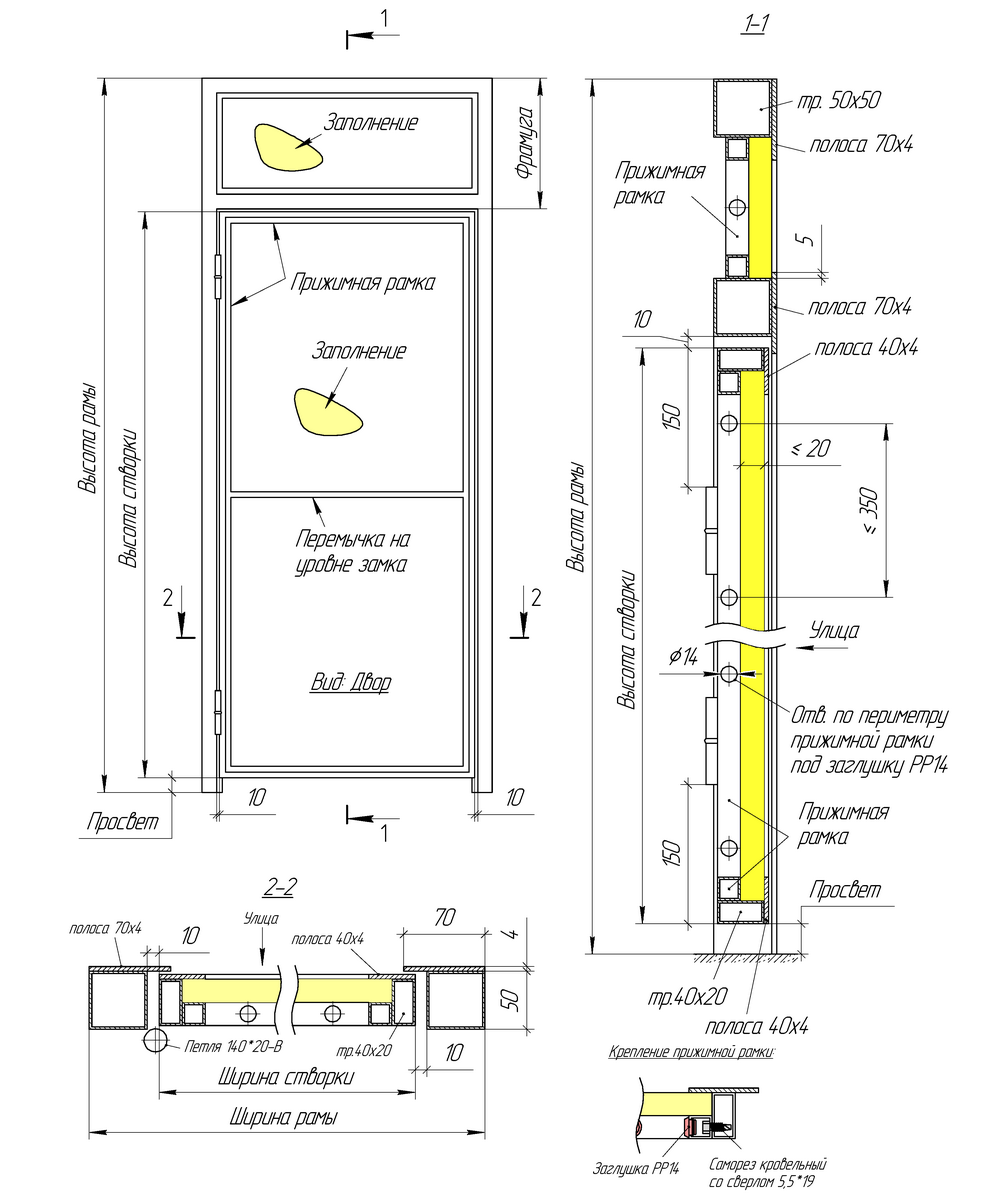 1
1-1
Заполнение
Фрамуга
Прижимная рамка
Заполнение
Высота рамы
Высота створки
Перемычка на
уровне замка
2
2
Вид: Двор
10
10
Просвет
1
тр. 50х50
полоса 70х4
Прижимная
рамка
5
полоса 70х4
10
полоса 40х4
150
≤ 20
≤ 350
Высота рамы
Высота створки
Улица
ϕ14
Отв. по периметру
прижимной рамки
под заглушку РР14
Прижимная
рамка
150
Просвет
тр.40х20
полоса 40х4
2-2
полоса 70х4
10
Улица
полоса 40х4
70
4
50
Петля 140*20-В
тр.40х20
10
Ширина створки
Ширина рамы
Крепление прижимной рамки:
Заглушка РР14
Саморез кровельный
со сверлом 5,5*19